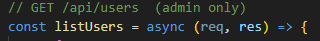 // GET /api/users  (admin only)
const listUsers = async (req, res) => {